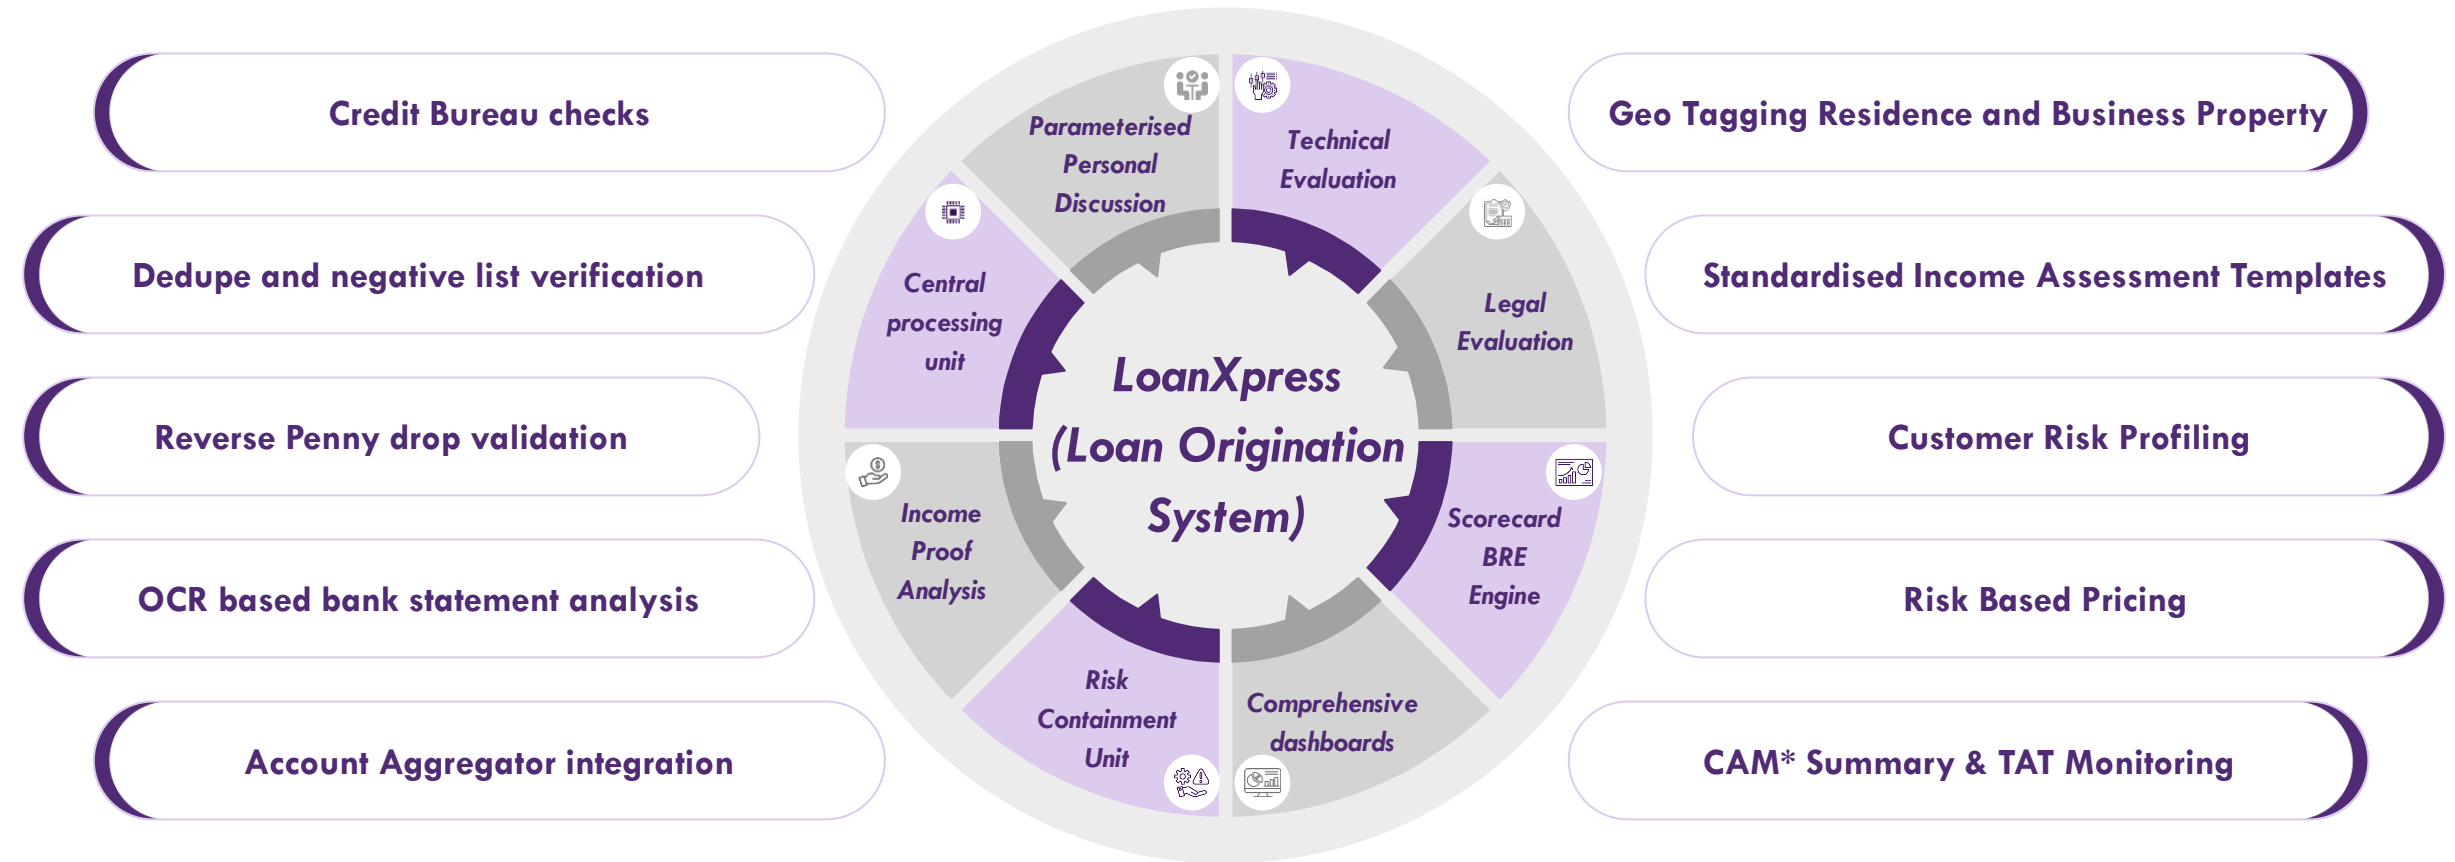 Credit Bureau checks
Dedupe and negative list verification
Reverse Penny drop validation
OCR based bank statement analysis
Account Aggregator integration
Parameterised
Personal
Discussion
Technical
Evaluation
Central
processing
unit
Legal
Evaluation
LoanXpress
(Loan Origination
System)
Income
Proof
Analysis
Scorecard
BRE
Engine
Risk
Containment
Unit
Comprehensive
dashboards
Geo Tagging Residence and Business Property
Standardised Income Assessment Templates
Customer Risk Profiling
Risk Based Pricing
CAM* Summary & TAT Monitoring